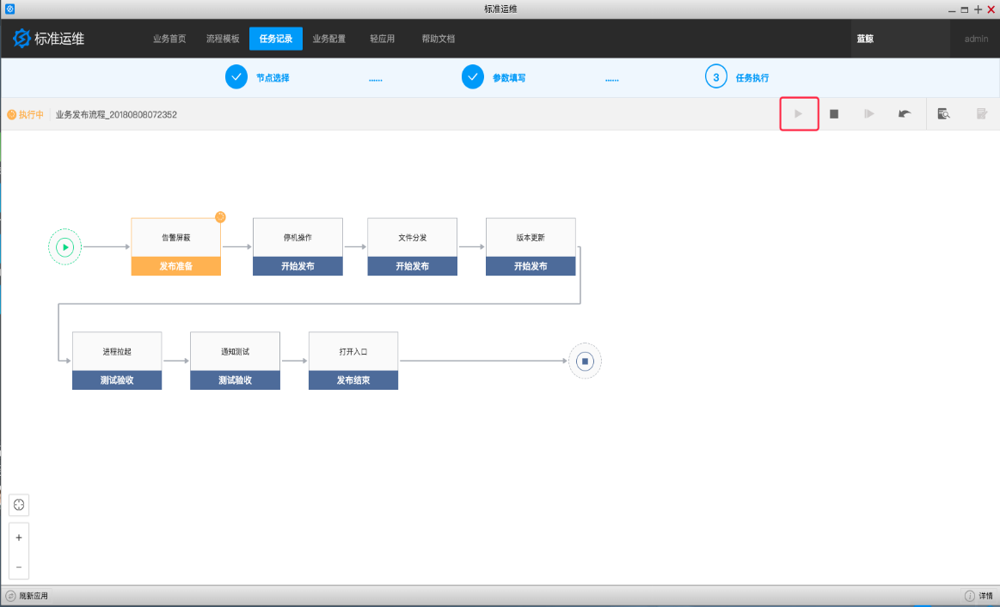 标准运维
标准运维 业务首页 流程模板 任务记录 业务配置 轻应用 帮助文档 蓝鲸 admin
节点选择 ...... 参数填写 ...... 3 任务执行
执行中 业务发布流程_20180808072352
告警屏蔽 停机操作 文件分发 版本更新
发布准备 开始发布 开始发布 开始发布
进程拉起 通知测试 打开入口
测试验收 测试验收 发布结束
+
−
刷新应用 详情